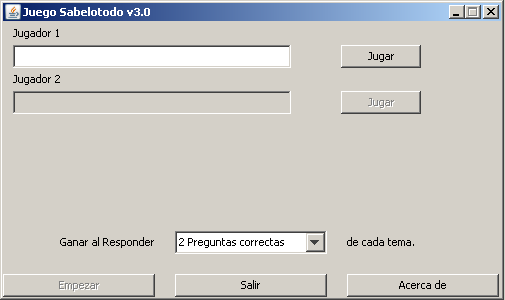 Juego Sabelotodo v3.0
Jugador 1
Jugar
Jugador 2
Jugar
Ganar al Responder 2 Preguntas correctas de cada tema.
Empezar Salir Acerca de